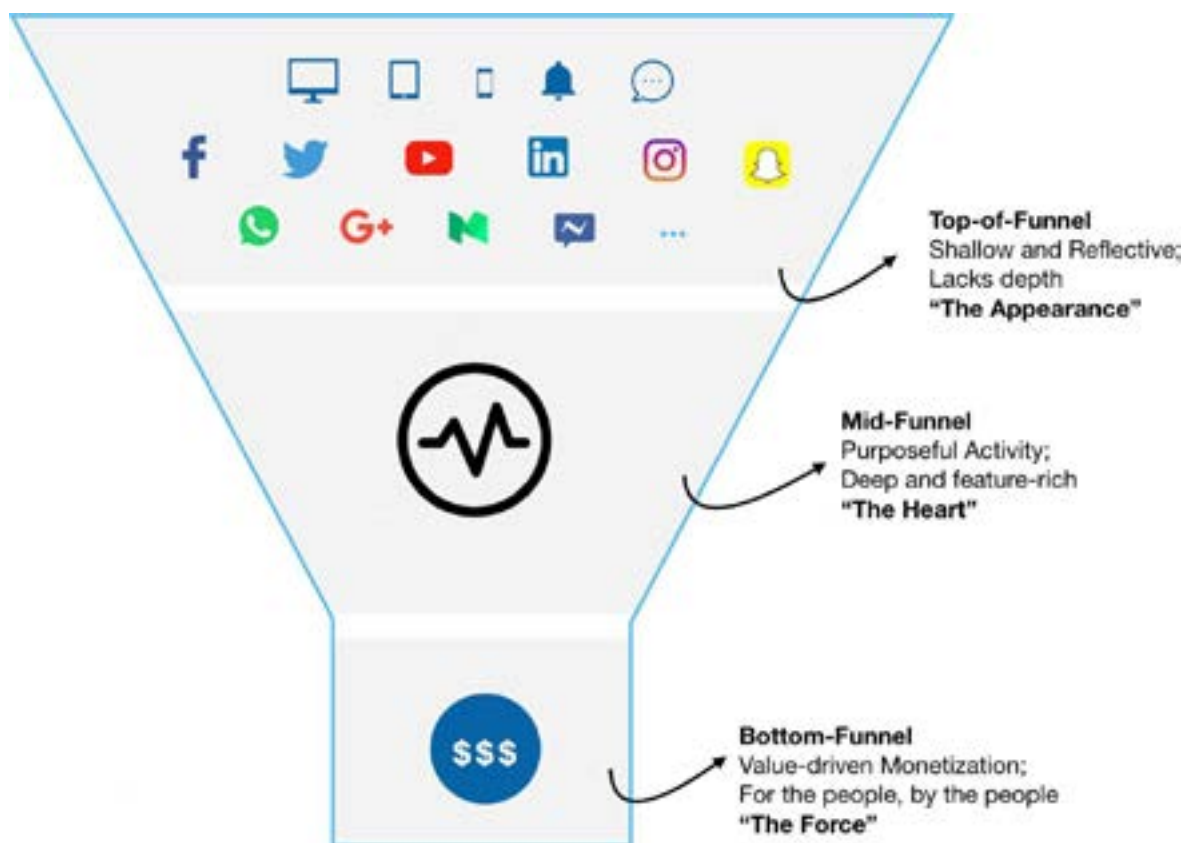 f in
G+
...
Top-of-Funnel
Shallow and Reflective;
Lacks depth
“The Appearance”
Mid-Funnel
Purposeful Activity;
Deep and feature-rich
“The Heart”
$$$
Bottom-Funnel
Value-driven Monetization;
For the people, by the people
“The Force”